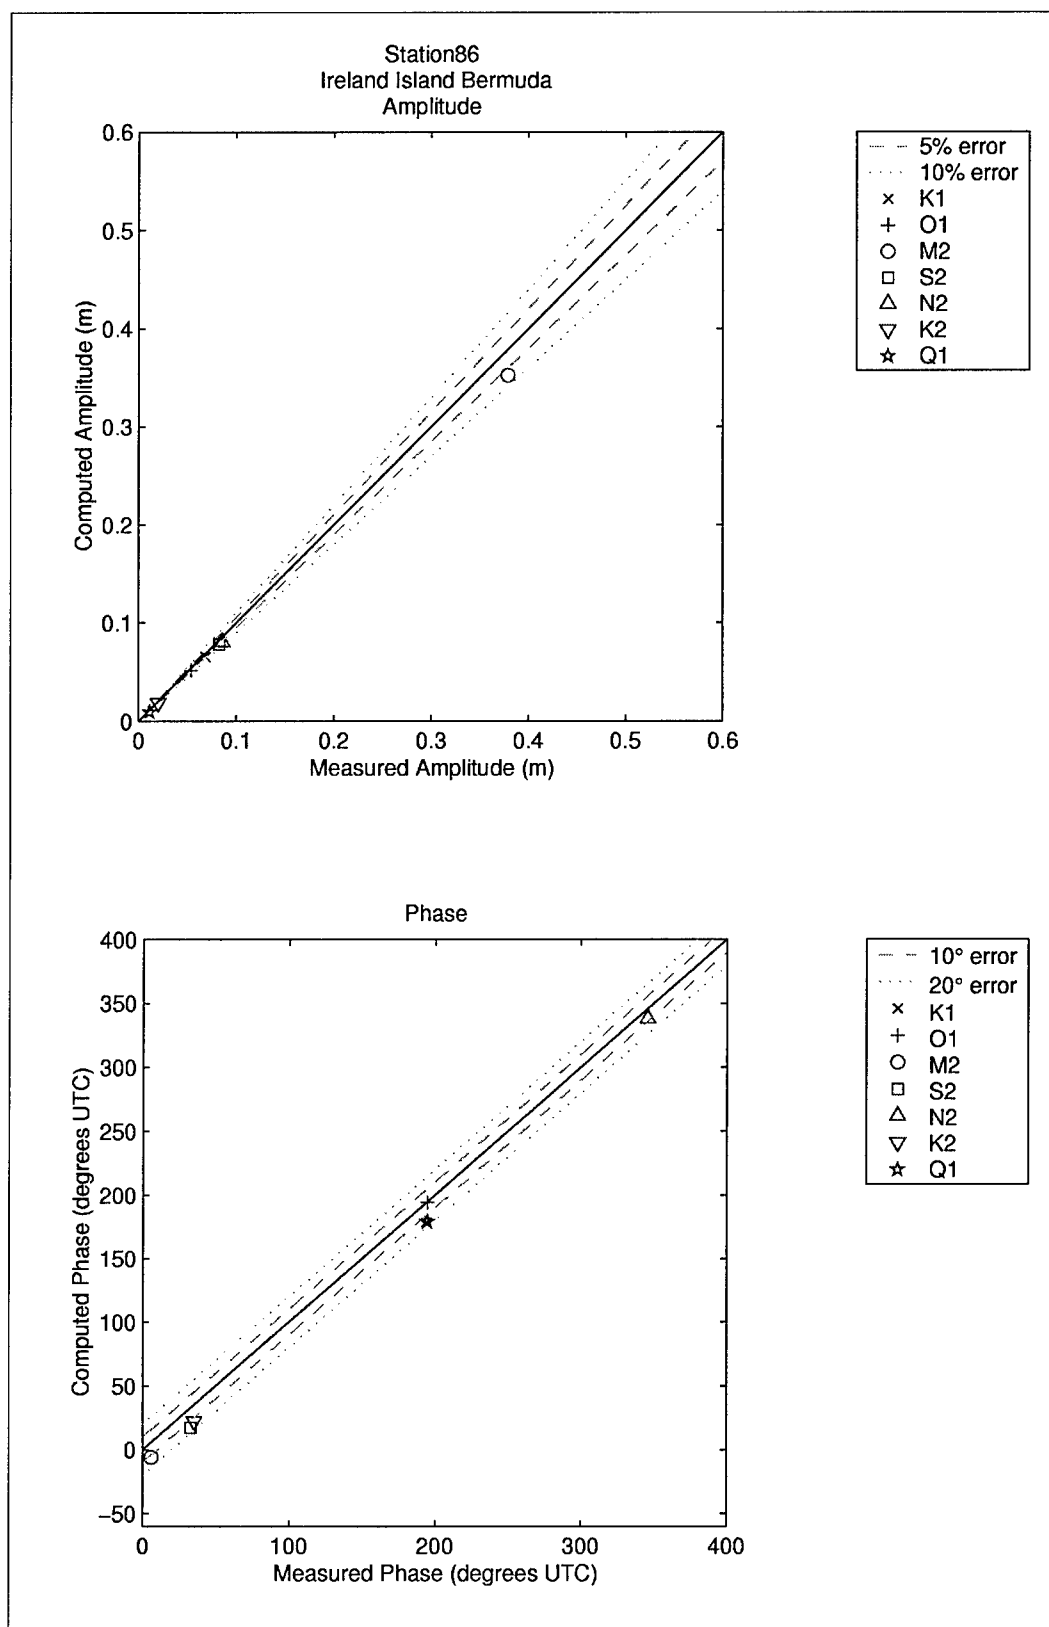 Station86
Ireland Island Bermuda
Amplitude
0.6
0.5
0.4
0.3
0.2
0.1
0
Computed Amplitude (m)
0 0.1 0.2 0.3 0.4 0.5 0.6
Measured Amplitude (m)
5% error
10% error
K1
O1
M2
S2
N2
K2
Q1
Phase
400
350
300
250
200
150
100
50
0
−50
Computed Phase (degrees UTC)
0 100 200 300 400
Measured Phase (degrees UTC)
10° error
20° error
K1
O1
M2
S2
N2
K2
Q1